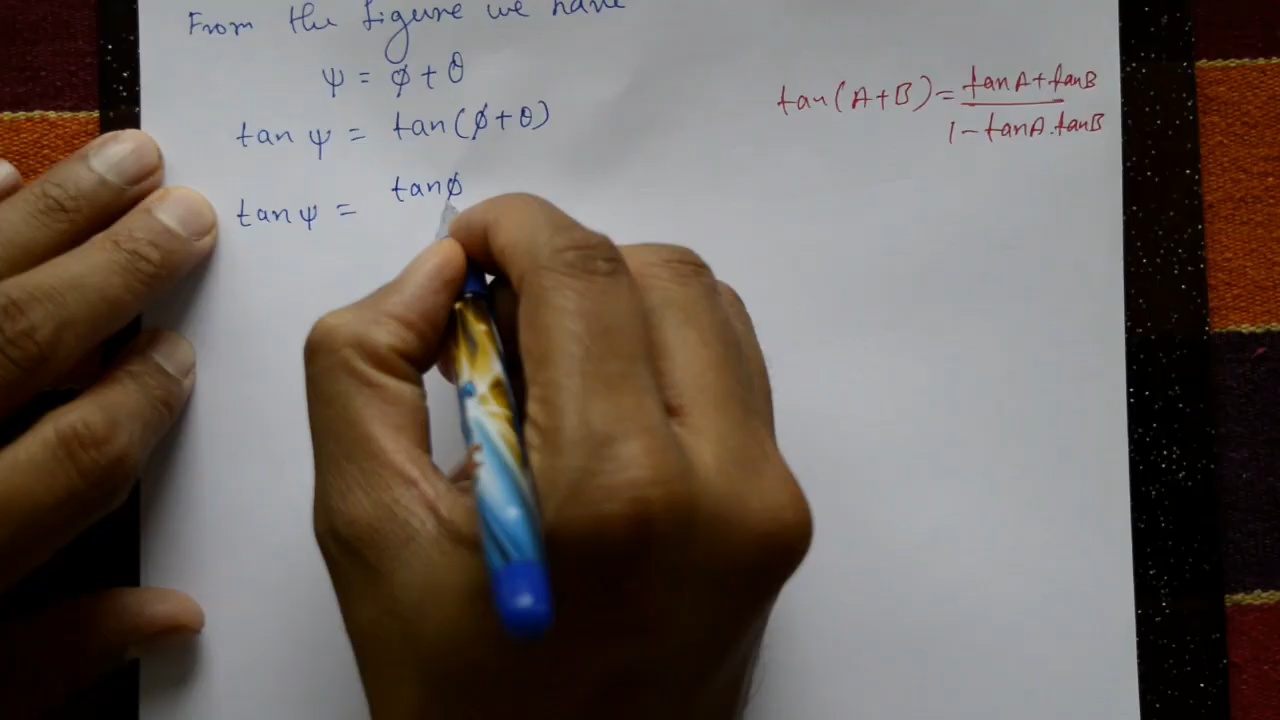 From the figure we have
ψ = ϕ + θ
tan ψ = tan(ϕ + θ)
tan ψ = tanϕ
tan(A+B) = tanA + tanB
1 - tanA.tanB